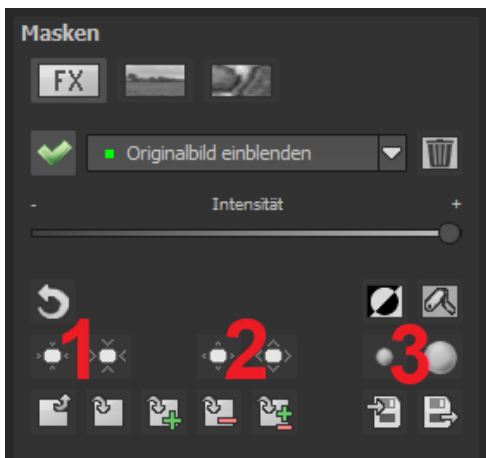 Masken
FX
Originalbild einblenden
- Intensität +
1 2 3